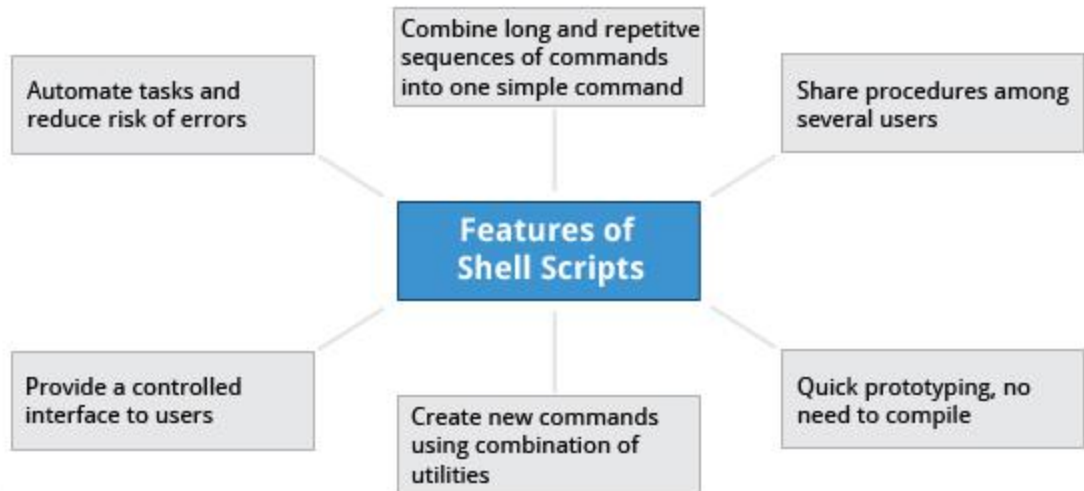 Combine long and repetitve
sequences of commands
into one simple command
Automate tasks and
reduce risk of errors
Share procedures among
several users
Features of
Shell Scripts
Provide a controlled
interface to users
Create new commands
using combination of
utilities
Quick prototyping, no
need to compile